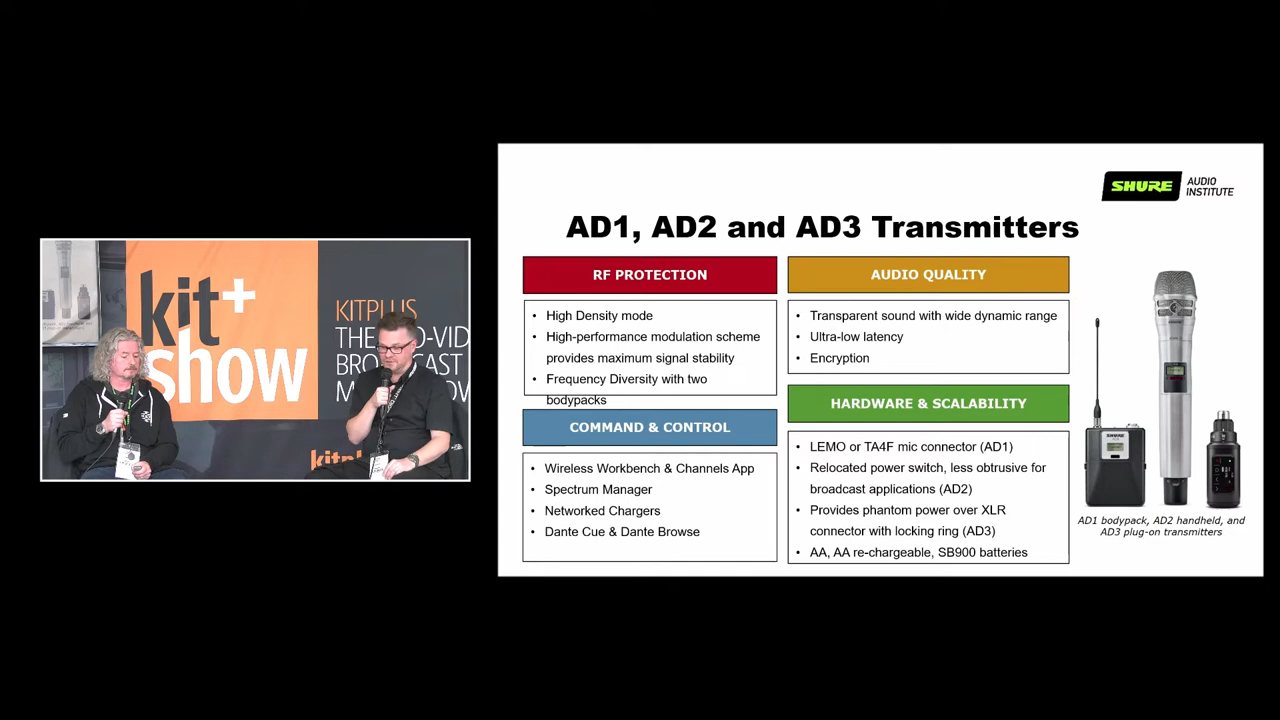 kit+
show
KITPLUS
THE
BROADCAST
kitpl
SHURE
AUDIO
INSTITUTE
AD1, AD2 and AD3 Transmitters
RF PROTECTION
• High Density mode
• High-performance modulation scheme
provides maximum signal stability
• Frequency Diversity with two
bodypacks
COMMAND & CONTROL
• Wireless Workbench & Channels App
• Spectrum Manager
• Networked Chargers
• Dante Cue & Dante Browse
AUDIO QUALITY
• Transparent sound with wide dynamic range
• Ultra-low latency
• Encryption
HARDWARE & SCALABILITY
• LEMO or TA4F mic connector (AD1)
• Relocated power switch, less obtrusive for
broadcast applications (AD2)
• Provides phantom power over XLR
connector with locking ring (AD3)
• AA, AA re-chargeable, SB900 batteries
SHURE
AD1 bodypack, AD2 handheld, and
AD3 plug-on transmitters